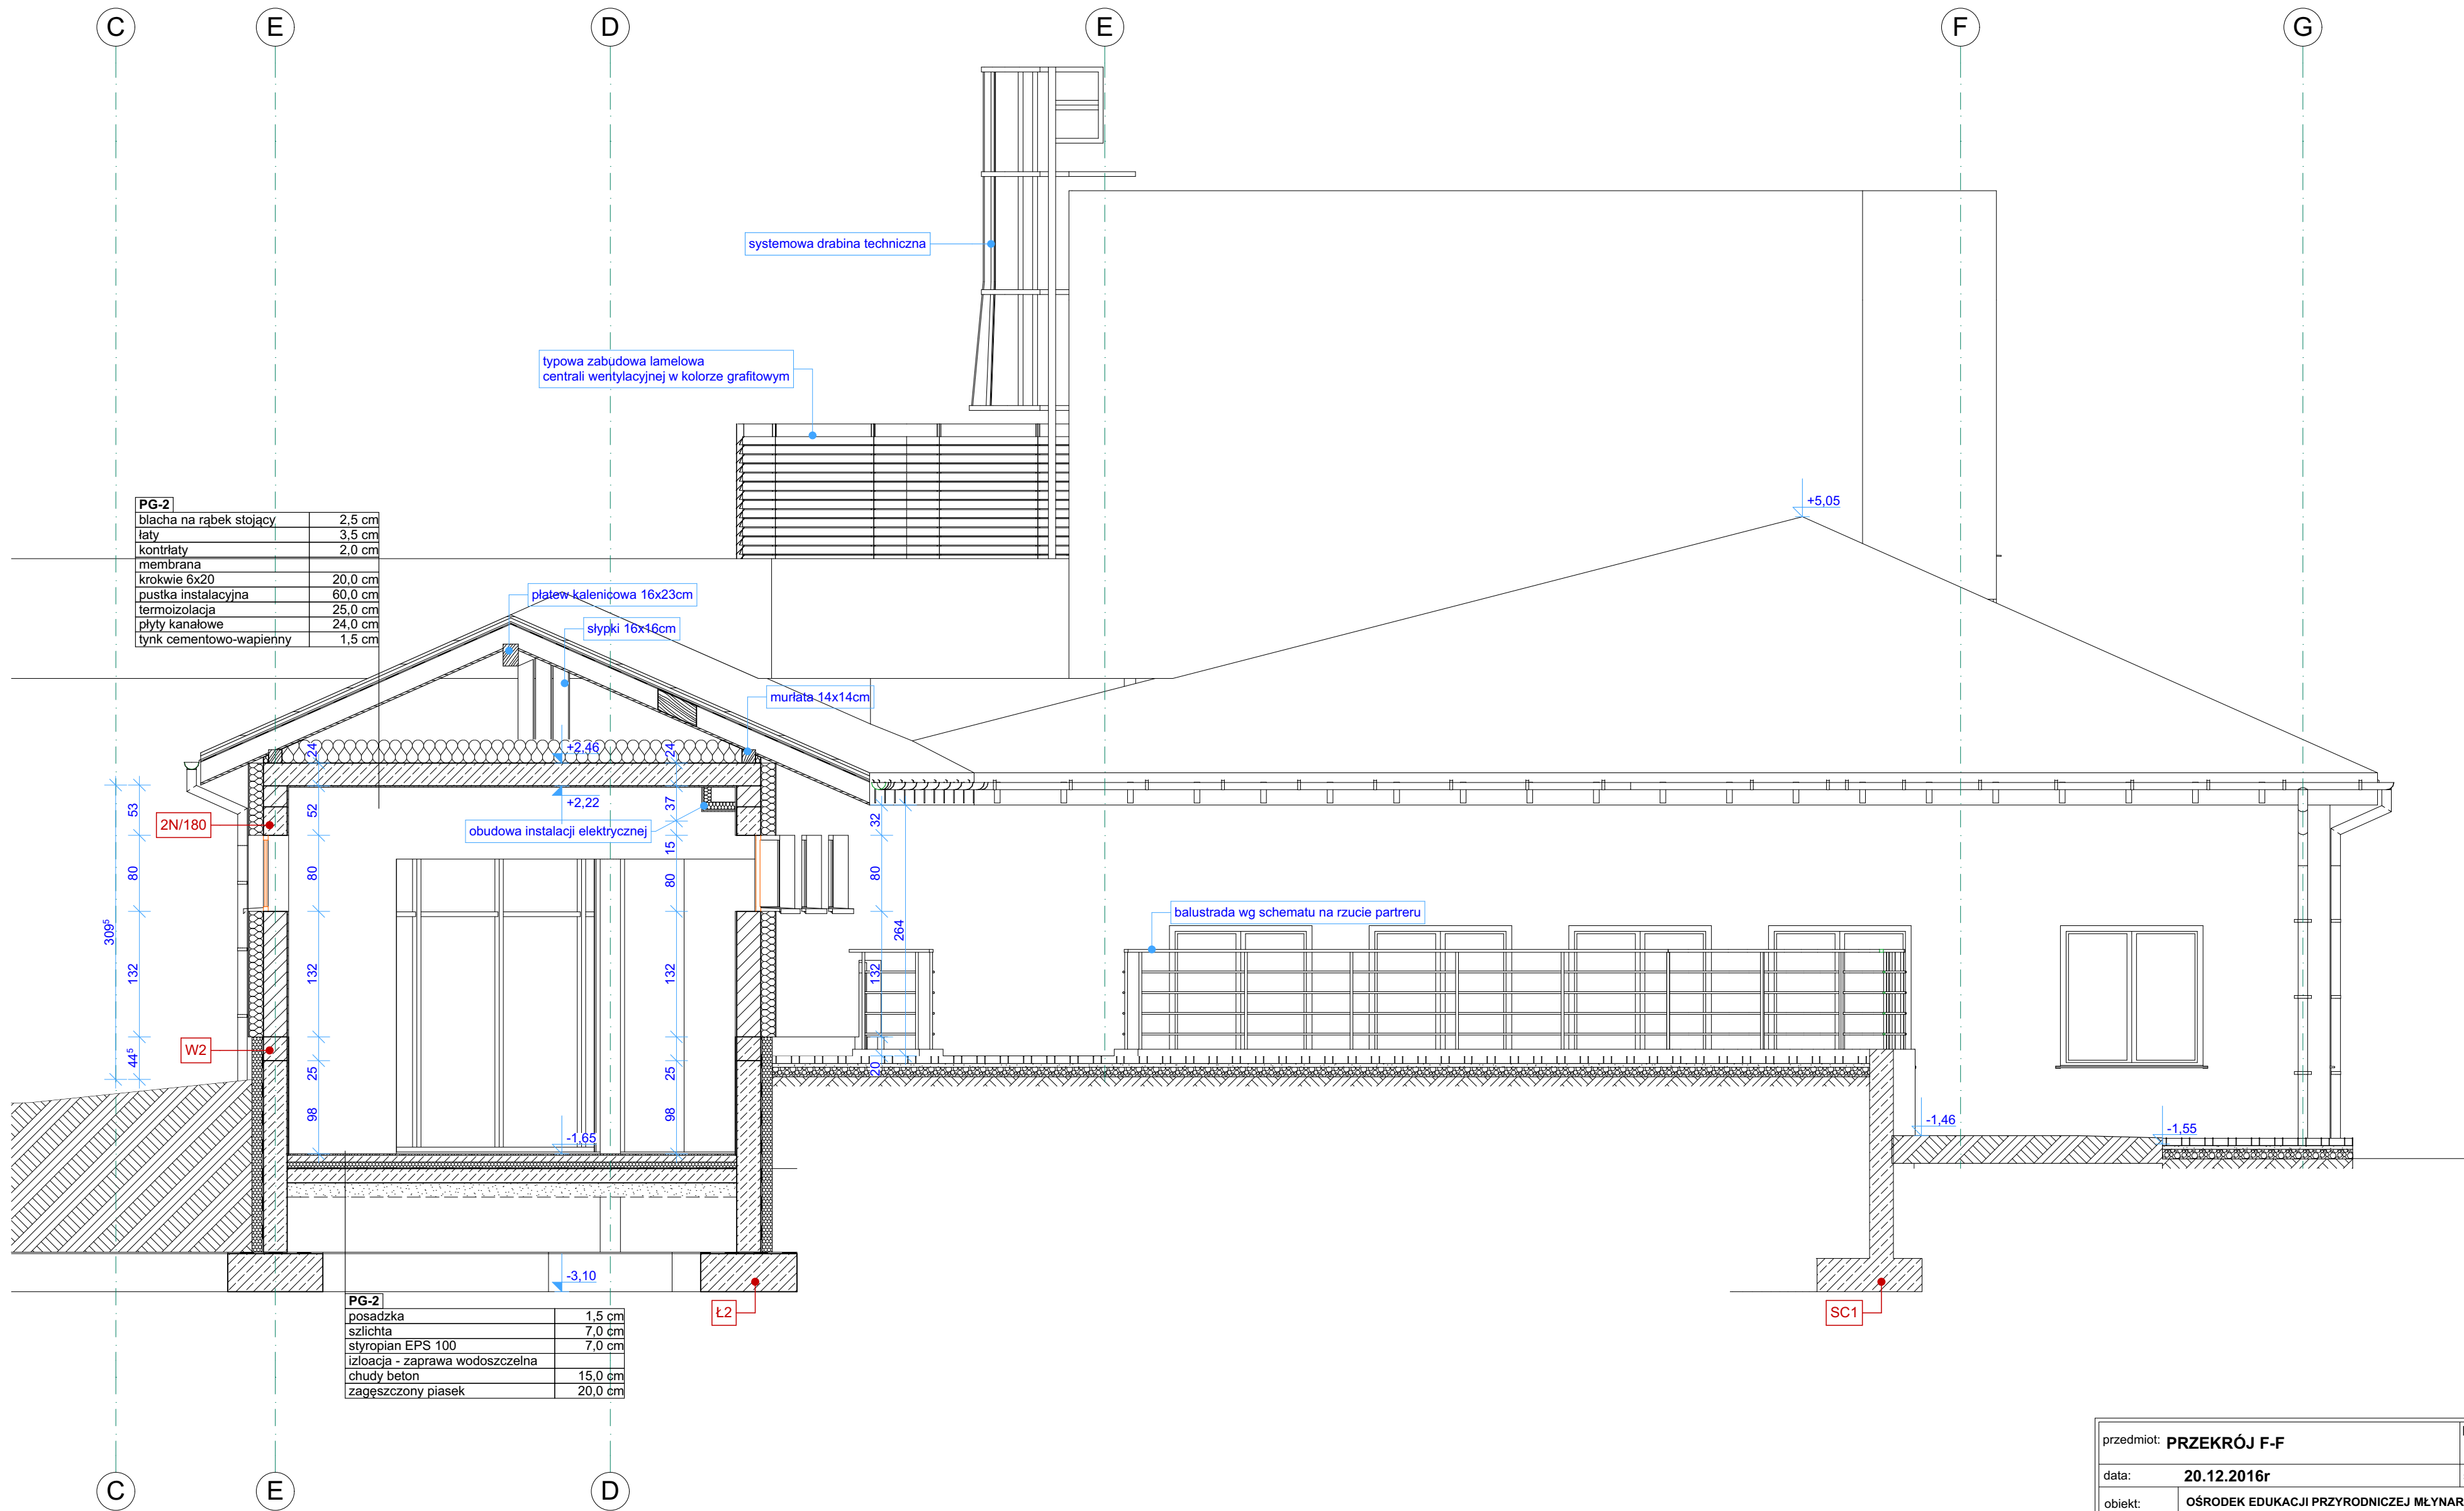 C E D E F G
systemowa drabina techniczna
typowa zabudowa lamelowa
centrali wentylacyjnej w kolorze grafitowym
+5,05
PG-2
blacha na rąbek stojący 2,5 cm
łaty 3,5 cm
kontrłaty 2,0 cm
membrana
krokwie 6x20 20,0 cm
pustka instalacyjna 60,0 cm
termoizolacja 25,0 cm
płyty kanałowe 24,0 cm
tynk cementowo-wapienny 1,5 cm
płatew kalenicowa 16x23cm
słypki 16x16cm
murłata 14x14cm
24 +2,46 24
53 52 +2,22 37 32
2N/180
obudowa instalacji elektrycznej
15
80 80 80 80
309⁵ 264
balustrada wg schematu na rzucie partreru
132 132 132 132
W2
44⁵ 25 25 20
98 98
-1,65
-1,46
-1,55
-3,10
Ł2
SC1
PG-2
posadzka 1,5 cm
szlichta 7,0 cm
styropian EPS 100 7,0 cm
izloacja - zaprawa wodoszczelna
chudy beton 15,0 cm
zagęszczony piasek 20,0 cm
C E D
przedmiot: PRZEKRÓJ F-F
data: 20.12.2016r
obiekt: OŚRODEK EDUKACJI PRZYRODNICZEJ MŁYNAR